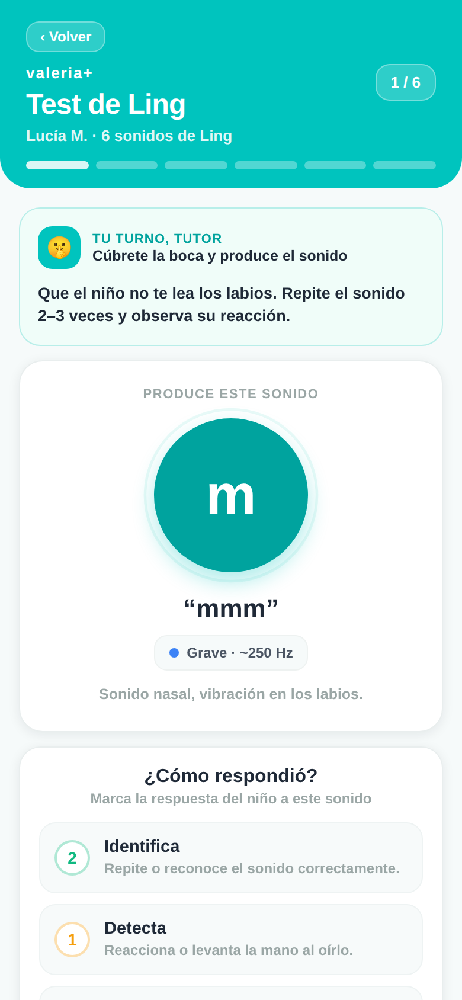 ‹ Volver
valeria+
1 / 6
Test de Ling
Lucía M. · 6 sonidos de Ling
TU TURNO, TUTOR
Cúbrete la boca y produce el sonido
Que el niño no te lea los labios. Repite el sonido
2–3 veces y observa su reacción.
PRODUCE ESTE SONIDO
m
“mmm”
Grave · ~250 Hz
Sonido nasal, vibración en los labios.
¿Cómo respondió?
Marca la respuesta del niño a este sonido
2
Identifica
Repite o reconoce el sonido correctamente.
1
Detecta
Reacciona o levanta la mano al oírlo.